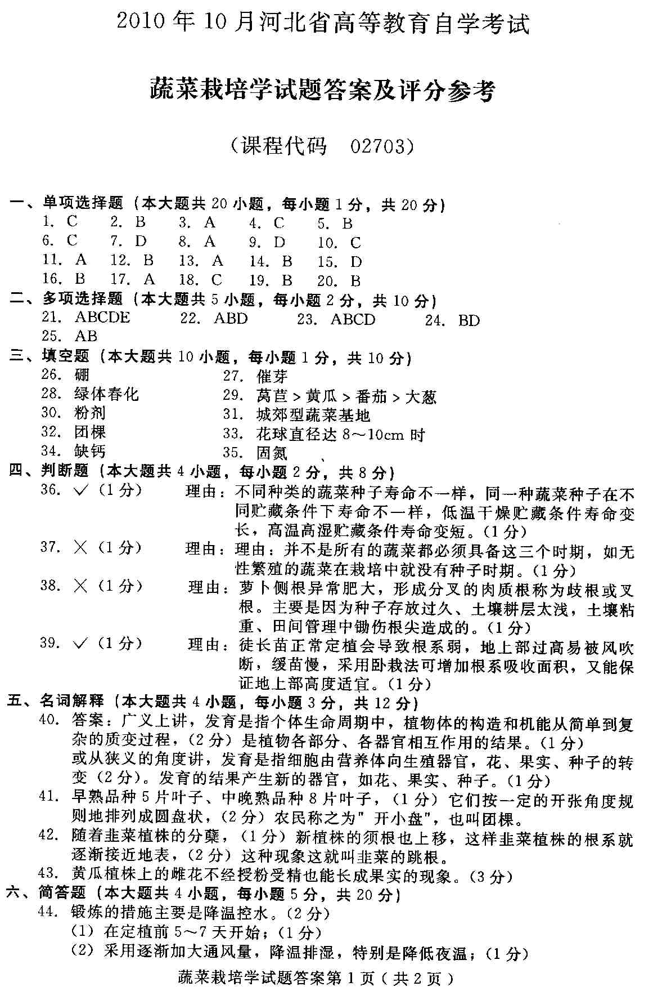 2010 年 10 月河北省高等教育自学考试
蔬菜栽培学试题答案及评分参考
（课程代码　02703）
一、单项选择题（本大题共 20 小题，每小题 1 分，共 20 分）
1. C　2. B　3. A　4. C　5. B
6. C　7. D　8. A　9. D　10. C
11. A　12. B　13. A　14. B　15. D
16. B　17. A　18. C　19. B　20. B
二、多项选择题（本大题共 5 小题，每小题 2 分，共 10 分）
21. ABCDE　22. ABD　23. ABCD　24. BD
25. AB
三、填空题（本大题共 10 小题，每小题 1 分，共 10 分）
26. 硼　27. 催芽
28. 绿体春化　29. 莴苣＞黄瓜＞番茄＞大葱
30. 粉剂　31. 城郊型蔬菜基地
32. 团棵　33. 花球直径达 8～10cm 时
34. 缺钙　35. 固氮
四、判断题（本大题共 4 小题，每小题 2 分，共 8 分）
36. ✓（1 分）　理由：不同种类的蔬菜种子寿命不一样，同一种蔬菜种子在不
同贮藏条件下寿命不一样，低温干燥贮藏条件寿命变
长，高温高湿贮藏条件寿命变短。（1 分）
37. ×（1 分）　理由：理由：并不是所有的蔬菜都必须具备这三个时期，如无
性繁殖的蔬菜在栽培中就没有种子时期。（1 分）
38. ×（1 分）　理由：萝卜侧根异常肥大，形成分叉的肉质根称为歧根或叉
根。主要是因为种子存放过久、土壤耕层太浅，土壤粘
重、田间管理中锄伤根尖造成的。（1 分）
39. ✓（1 分）　理由：徒长苗正常定植会导致根系弱，地上部过高易被风吹
断，缓苗慢，采用卧栽法可增加根系吸收面积，又能保
证地上部高度适宜。（1 分）
五、名词解释（本大题共 4 小题，每小题 3 分，共 12 分）
40. 答案：广义上讲，发育是指个体生命周期中，植物体的构造和机能从简单到复
杂的质变过程，（2 分）是植物各部分、各器官相互作用的结果。（1 分）
或从狭义的角度讲，发育是指细胞由营养体向生殖器官，花、果实、种子的转
变（2 分）。发育的结果产生新的器官，如花、果实、种子。（1 分）
41. 早熟品种 5 片叶子、中晚熟品种 8 片叶子，（1 分）它们按一定的开张角度规
则地排列成圆盘状，（2 分）农民称之为"开小盘"，也叫团棵。
42. 随着韭菜植株的分蘖，（1 分）新植株的须根也上移，这样韭菜植株的根系就
逐渐接近地表，（2 分）这种现象这就叫韭菜的跳根。
43. 黄瓜植株上的雌花不经授粉受精也能长成果实的现象。（3 分）
六、简答题（本大题共 4 小题，每小题 5 分，共 20 分）
44. 锻炼的措施主要是降温控水。（2 分）
（1）在定植前 5～7 天开始；（1 分）
（2）采用逐渐加大通风量，降温排湿，特别是降低夜温；（1 分）
蔬菜栽培学试题答案第 1 页（共 2 页）